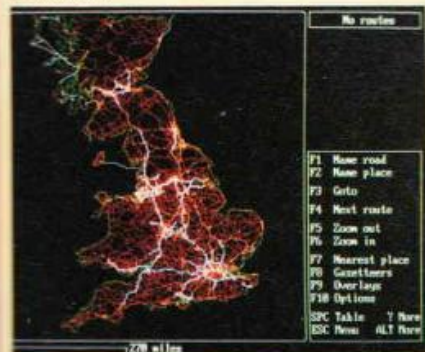 No routes
F1 Name road
F2 Name place
F3 Goto
F4 Next route
F5 Zoom out
F6 Zoom in
F7 Nearest place
F8 Gazetteers
F9 Overlays
F10 Options
SPC Table ? More
ESC Menu ALT More
220 miles